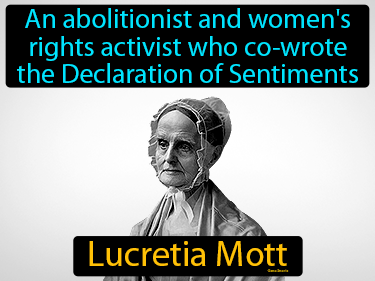 An abolitionist and women's
rights activist who co-wrote
the Declaration of Sentiments
Lucretia Mott